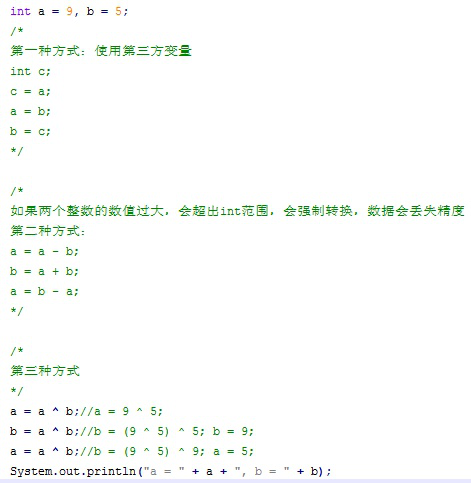 int a = 9, b = 5;
/*
第一种方式：使用第三方变量
int c;
c = a;
a = b;
b = c;
*/
/*
如果两个整数的数值过大，会超出int范围，会强制转换，数据会丢失精度
第二种方式：
a = a - b;
b = a + b;
a = b - a;
*/
/*
第三种方式
*/
a = a ^ b;//a = 9 ^ 5;
b = a ^ b;//b = (9 ^ 5) ^ 5; b = 9;
a = a ^ b;//b = (9 ^ 5) ^ 9; a = 5;
System.out.println("a = " + a + ", b = " + b);